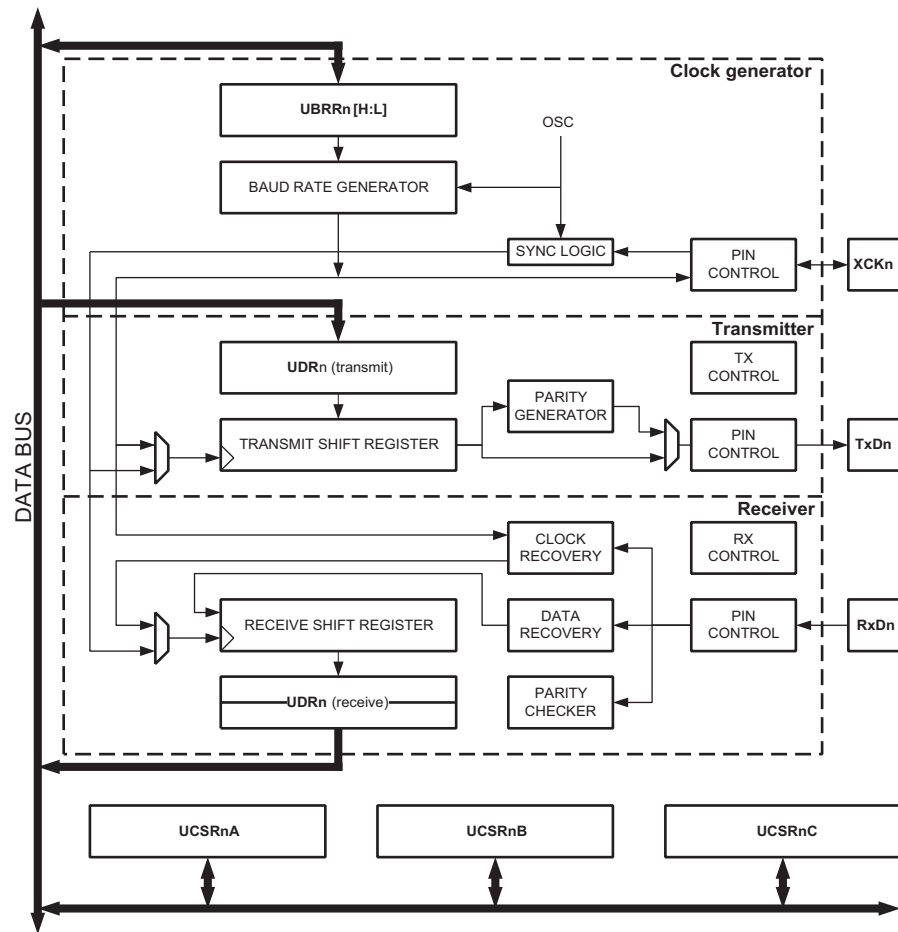 Clock generator
UBRRn [H:L]
OSC
BAUD RATE GENERATOR
SYNC LOGIC
PIN
CONTROL
XCKn
DATA BUS
Transmitter
UDRn (transmit)
TX
CONTROL
PARITY
GENERATOR
TRANSMIT SHIFT REGISTER
PIN
CONTROL
TxDn
Receiver
CLOCK
RECOVERY
RX
CONTROL
RECEIVE SHIFT REGISTER
DATA
RECOVERY
PIN
CONTROL
RxDn
UDRn (receive)
PARITY
CHECKER
UCSRnA
UCSRnB
UCSRnC